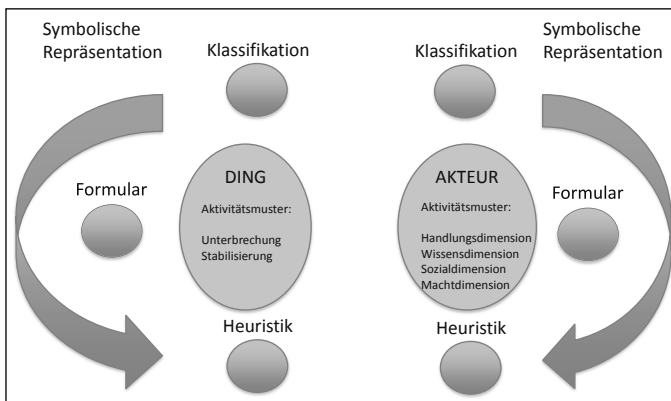 Symbolische
Repräsentation
Klassifikation
Formular
DING
Aktivitätsmuster:
Unterbrechung
Stabilisierung
Heuristik
Klassifikation
Symbolische
Repräsentation
AKTEUR
Aktivitätsmuster:
Handlungsdimension
Wissensdimension
Sozialdimension
Machtdimension
Formular
Heuristik